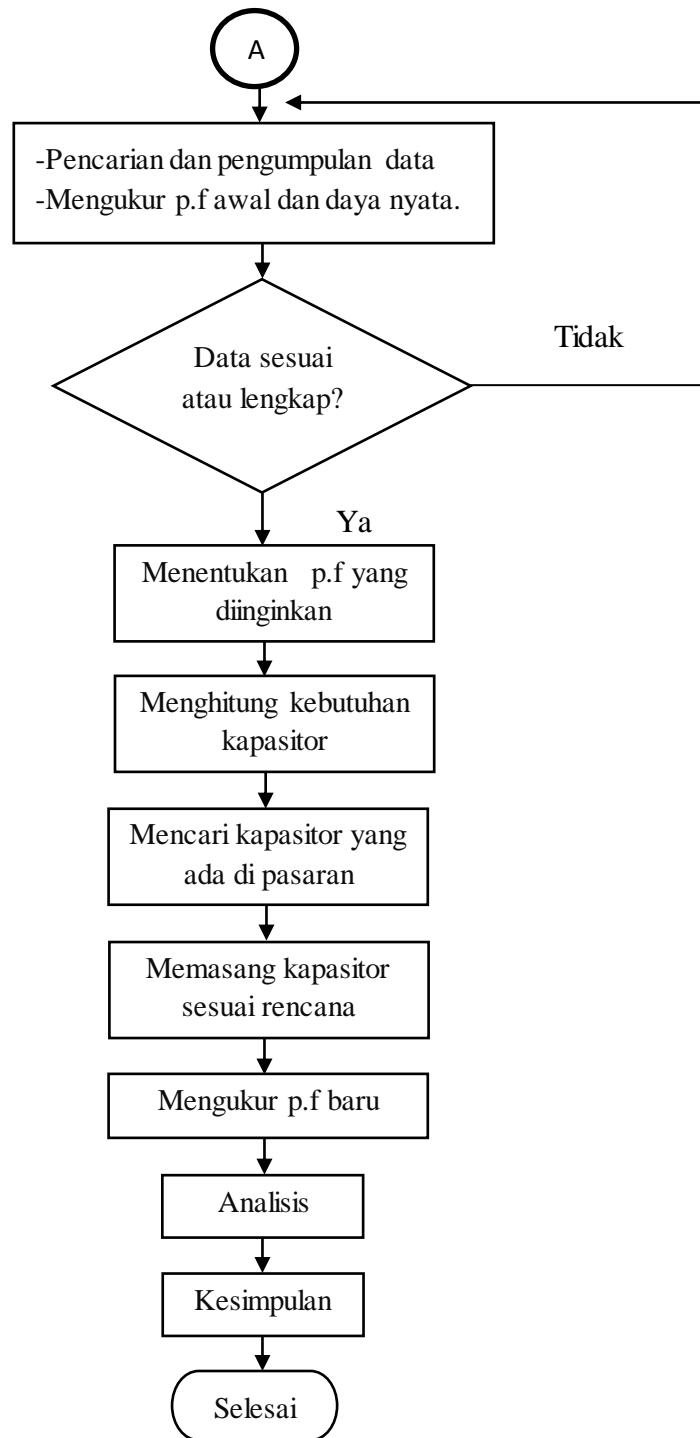 A
-Pencarian dan pengumpulan data
-Mengukur p.f awal dan daya nyata.
Data sesuai
atau lengkap?
Tidak
Ya
Menentukan p.f yang
diinginkan
Menghitung kebutuhan
kapasitor
Mencari kapasitor yang
ada di pasaran
Memasang kapasitor
sesuai rencana
Mengukur p.f baru
Analisis
Kesimpulan
Selesai